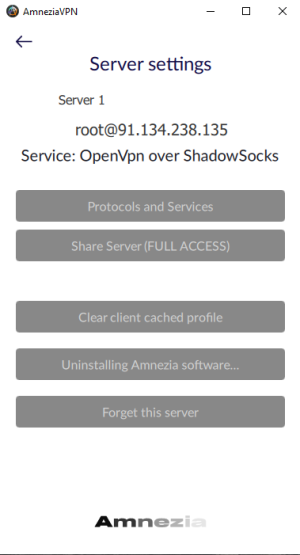 AmneziaVPN
Server settings
Server 1
root@91.134.238.135
Service: OpenVpn over ShadowSocks
Protocols and Services
Share Server (FULL ACCESS)
Clear client cached profile
Uninstalling Amnezia software...
Forget this server
Amnezia